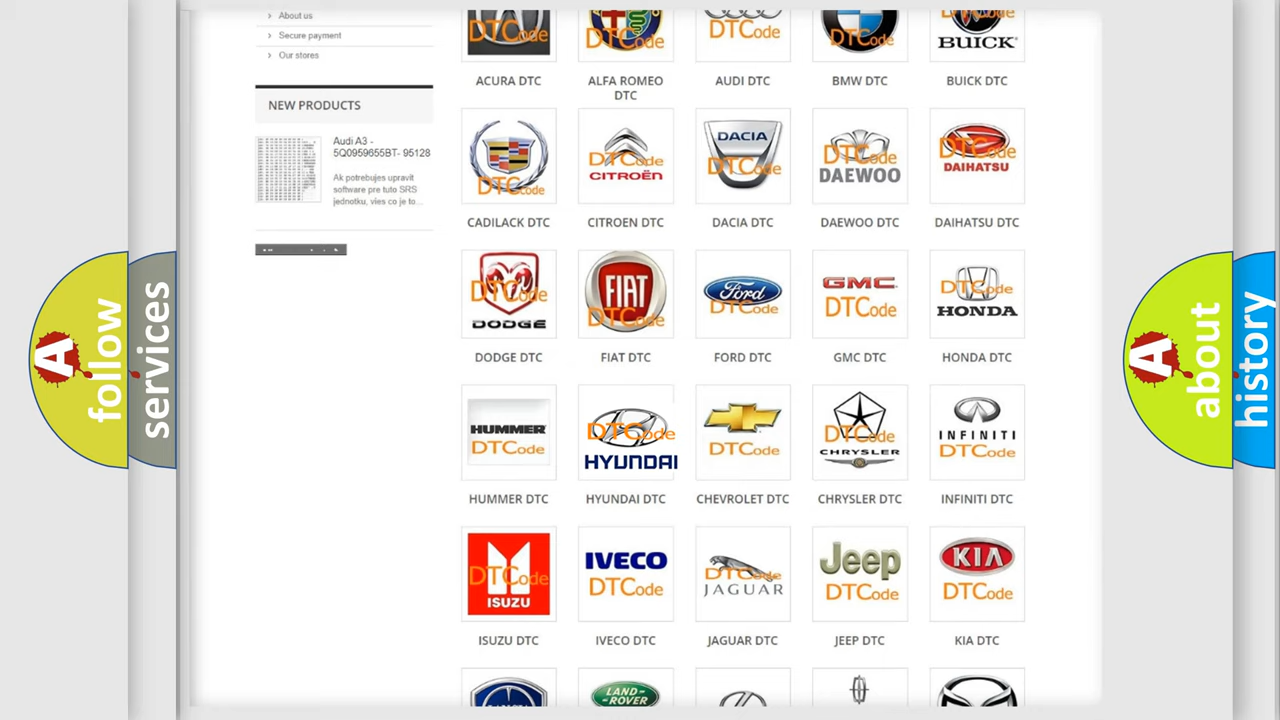 About us
Secure payment
Our stores
NEW PRODUCTS
Audi A3 -
5Q0959655BT- 95128
Ak potrebujes upravit
software pre tuto SRS
jednotku, vies co je to...
DTCode
DTCode
DTCode
DTCode
BUICK
ACURA DTC
ALFA ROMEO
DTC
AUDI DTC
BMW DTC
BUICK DTC
DTCode
DTCode
CITROËN
DACIA
DTCode
DTCode
DAEWOO
DTCode
DAIHATSU
CADILACK DTC
CITROEN DTC
DACIA DTC
DAEWOO DTC
DAIHATSU DTC
DTCode
DODGE
FIAT
DTCode
Ford
DTCode
GMC
DTCode
DTCode
HONDA
DODGE DTC
FIAT DTC
FORD DTC
GMC DTC
HONDA DTC
HUMMER
DTCode
DTCode
HYUNDAI
DTCode
DTCode
CHRYSLER
INFINITI
DTCode
HUMMER DTC
HYUNDAI DTC
CHEVROLET DTC
CHRYSLER DTC
INFINITI DTC
DTCode
ISUZU
IVECO
DTCode
DTCode
JAGUAR
Jeep
DTCode
KIA
DTCode
ISUZU DTC
IVECO DTC
JAGUAR DTC
JEEP DTC
KIA DTC
LAND-
ROVER
A
follow
services
A
about
history